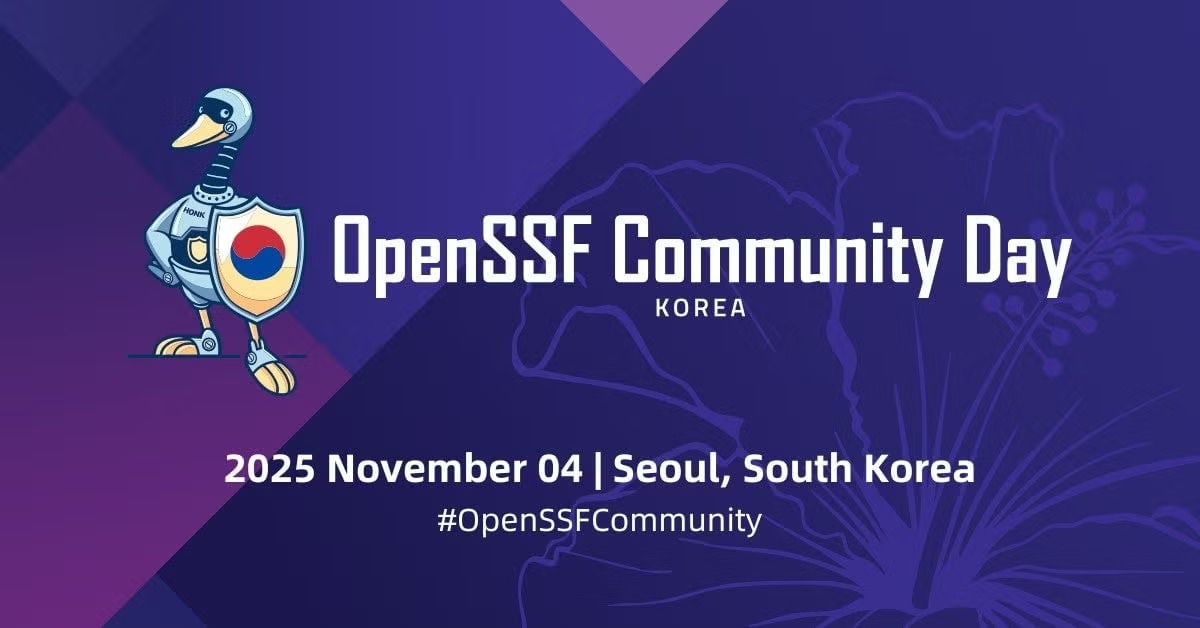 HONK
OpenSSF Community Day
KOREA
2025 November 04 | Seoul, South Korea
#OpenSSFCommunity